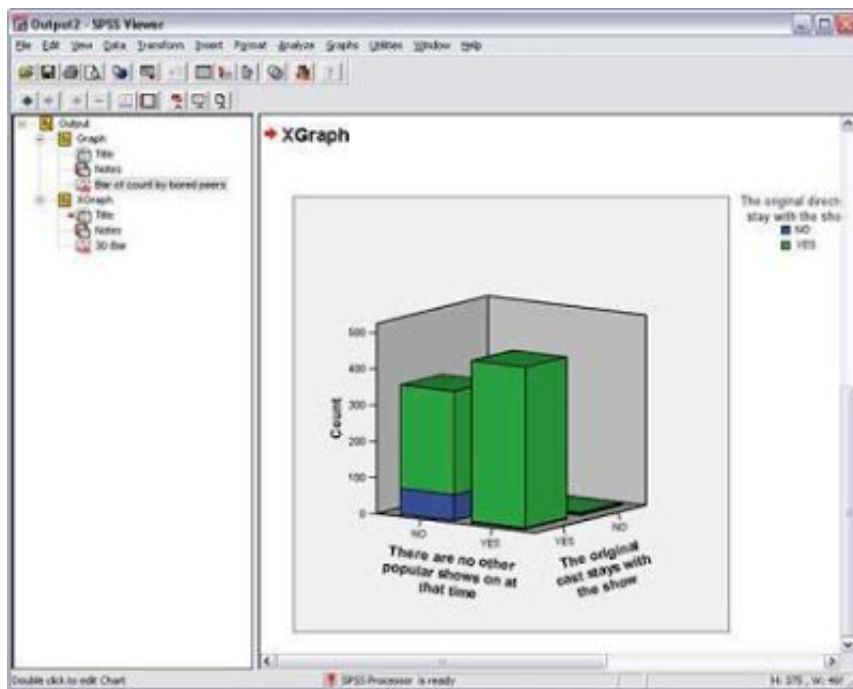 Output2 - SPSS Viewer
File Edit View Data Transform Insert Format Analyze Graphs Utilities Window Help
Output
Graph
Title
Notes
Bar of count by bored peers
XGraph
Title
Notes
3D Bar
XGraph
The original direct
stay with the sho
NO
YES
500
400
300
200
100
0
Count
NO
YES
YES
NO
There are no other
popular shows on at
that time
The original
cast stays with
the show
Double click to edit Chart
SPSS Processor is ready
H: 375, W: 46